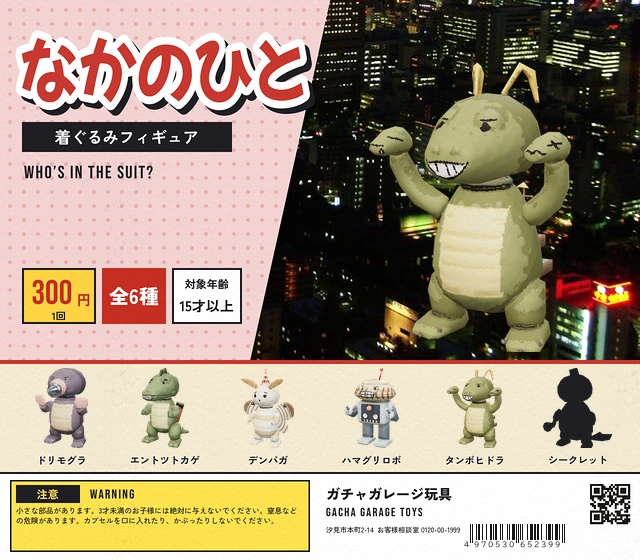 なかのひと
着ぐるみフィギュア
WHO'S IN THE SUIT?
300円
1回
全6種
対象年齢
15才以上
ドリモグラ
エントツトカゲ
デンパガ
ハマグリロボ
タンボヒドラ
シークレット
注意 WARNING
小さな部品があります。3才未満のお子様には絶対に与えないでください。窒息など
の危険があります。カプセルを口に入れたり、かぶったりしないでください。
ガチャガレージ玩具
GACHA GARAGE TOYS
汐見市本町2-14 お客様相談室 0120-00-1999
4 970530 652399